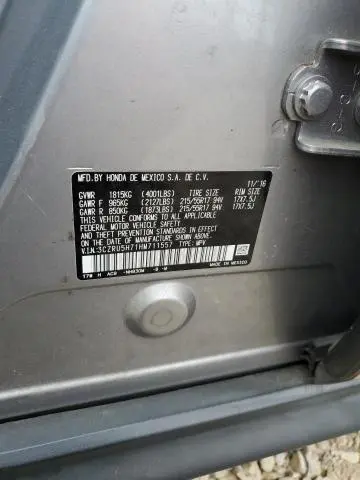 MFD.BY HONDA DE MEXICO S.A. DE C.V. 11/'16
GVWR 1815KG (4001LBS) TIRE SIZE RIM SIZE
GAWR F 965KG (2127LBS) 215/55R17 94V 17X7.5J
GAWR R 850KG (1873LBS) 215/55R17 94V 17X7.5J
THIS VEHICLE CONFORMS TO ALL APPLICABLE
FEDERAL MOTOR VEHICLE SAFETY AND
THEFT PREVENTION STANDARDS IN EFFECT ON
THE DATE OF MANUFACTURE SHOWN ABOVE.
V.I.N:3CZRU5H71HM711557 TYPE: MPV
MADE IN MEXICO